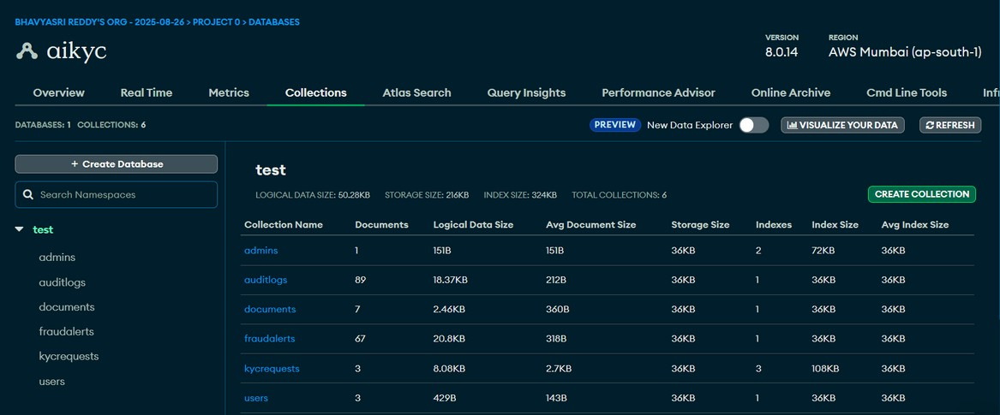 BHAVYASRI REDDY'S ORG - 2025-08-26 > PROJECT 0 > DATABASES
aikyc
VERSION REGION
8.0.14 AWS Mumbai (ap-south-1)
Overview Real Time Metrics Collections Atlas Search Query Insights Performance Advisor Online Archive Cmd Line Tools
DATABASES: 1 COLLECTIONS: 6 PREVIEW New Data Explorer VISUALIZE YOUR DATA REFRESH
+ Create Database
Search Namespaces
test
admins
auditlogs
documents
fraudalerts
kycrequests
users
test
LOGICAL DATA SIZE: 50.28KB STORAGE SIZE: 216KB INDEX SIZE: 324KB TOTAL COLLECTIONS: 6 CREATE COLLECTION
Collection Name Documents Logical Data Size Avg Document Size Storage Size Indexes Index Size Avg Index Size
admins 1 151B 151B 36KB 2 72KB 36KB
auditlogs 89 18.37KB 212B 36KB 1 36KB 36KB
documents 7 2.46KB 360B 36KB 1 36KB 36KB
fraudalerts 67 20.8KB 318B 36KB 1 36KB 36KB
kycrequests 3 8.08KB 2.7KB 36KB 3 108KB 36KB
users 3 429B 143B 36KB 1 36KB 36KB